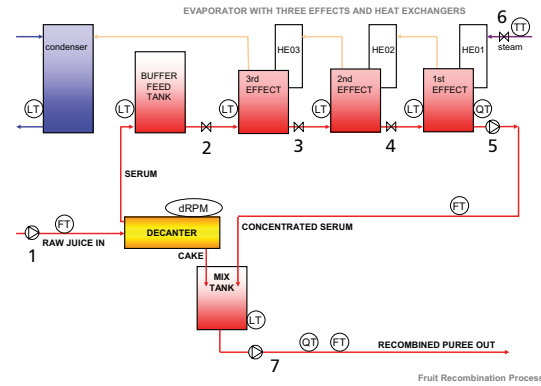 EVAPORATOR WITH THREE EFFECTS AND HEAT EXCHANGERS
6
TT
steam
condenser
HE03
HE02
HE01
BUFFER
FEED
TANK
3rd
EFFECT
2nd
EFFECT
1st
EFFECT
LT
LT
LT
LT
LT
QT
2
3
4
5
SERUM
dRPM
FT
FT
DECANTER
CONCENTRATED SERUM
RAW JUICE IN
1
CAKE
MIX
TANK
LT
QT
FT
RECOMBINED PUREE OUT
7
Fruit Recombination Process